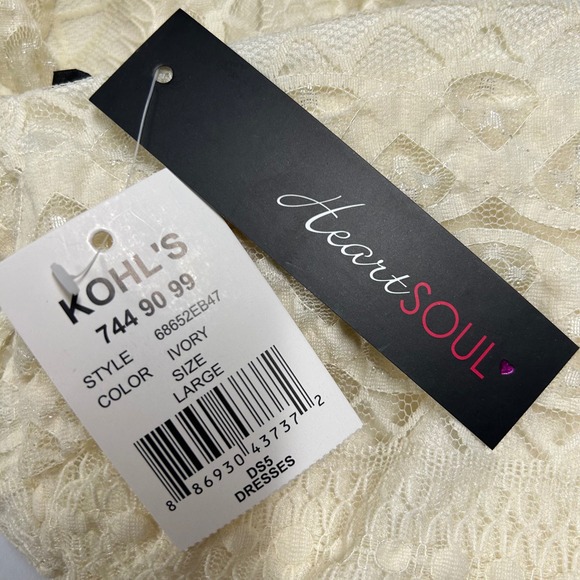 HeartSOUL
KOHL'S
744 90 99
STYLE 68652EB47
COLOR IVORY
SIZE
LARGE
8 86930 43737 2
DS5
DRESSES